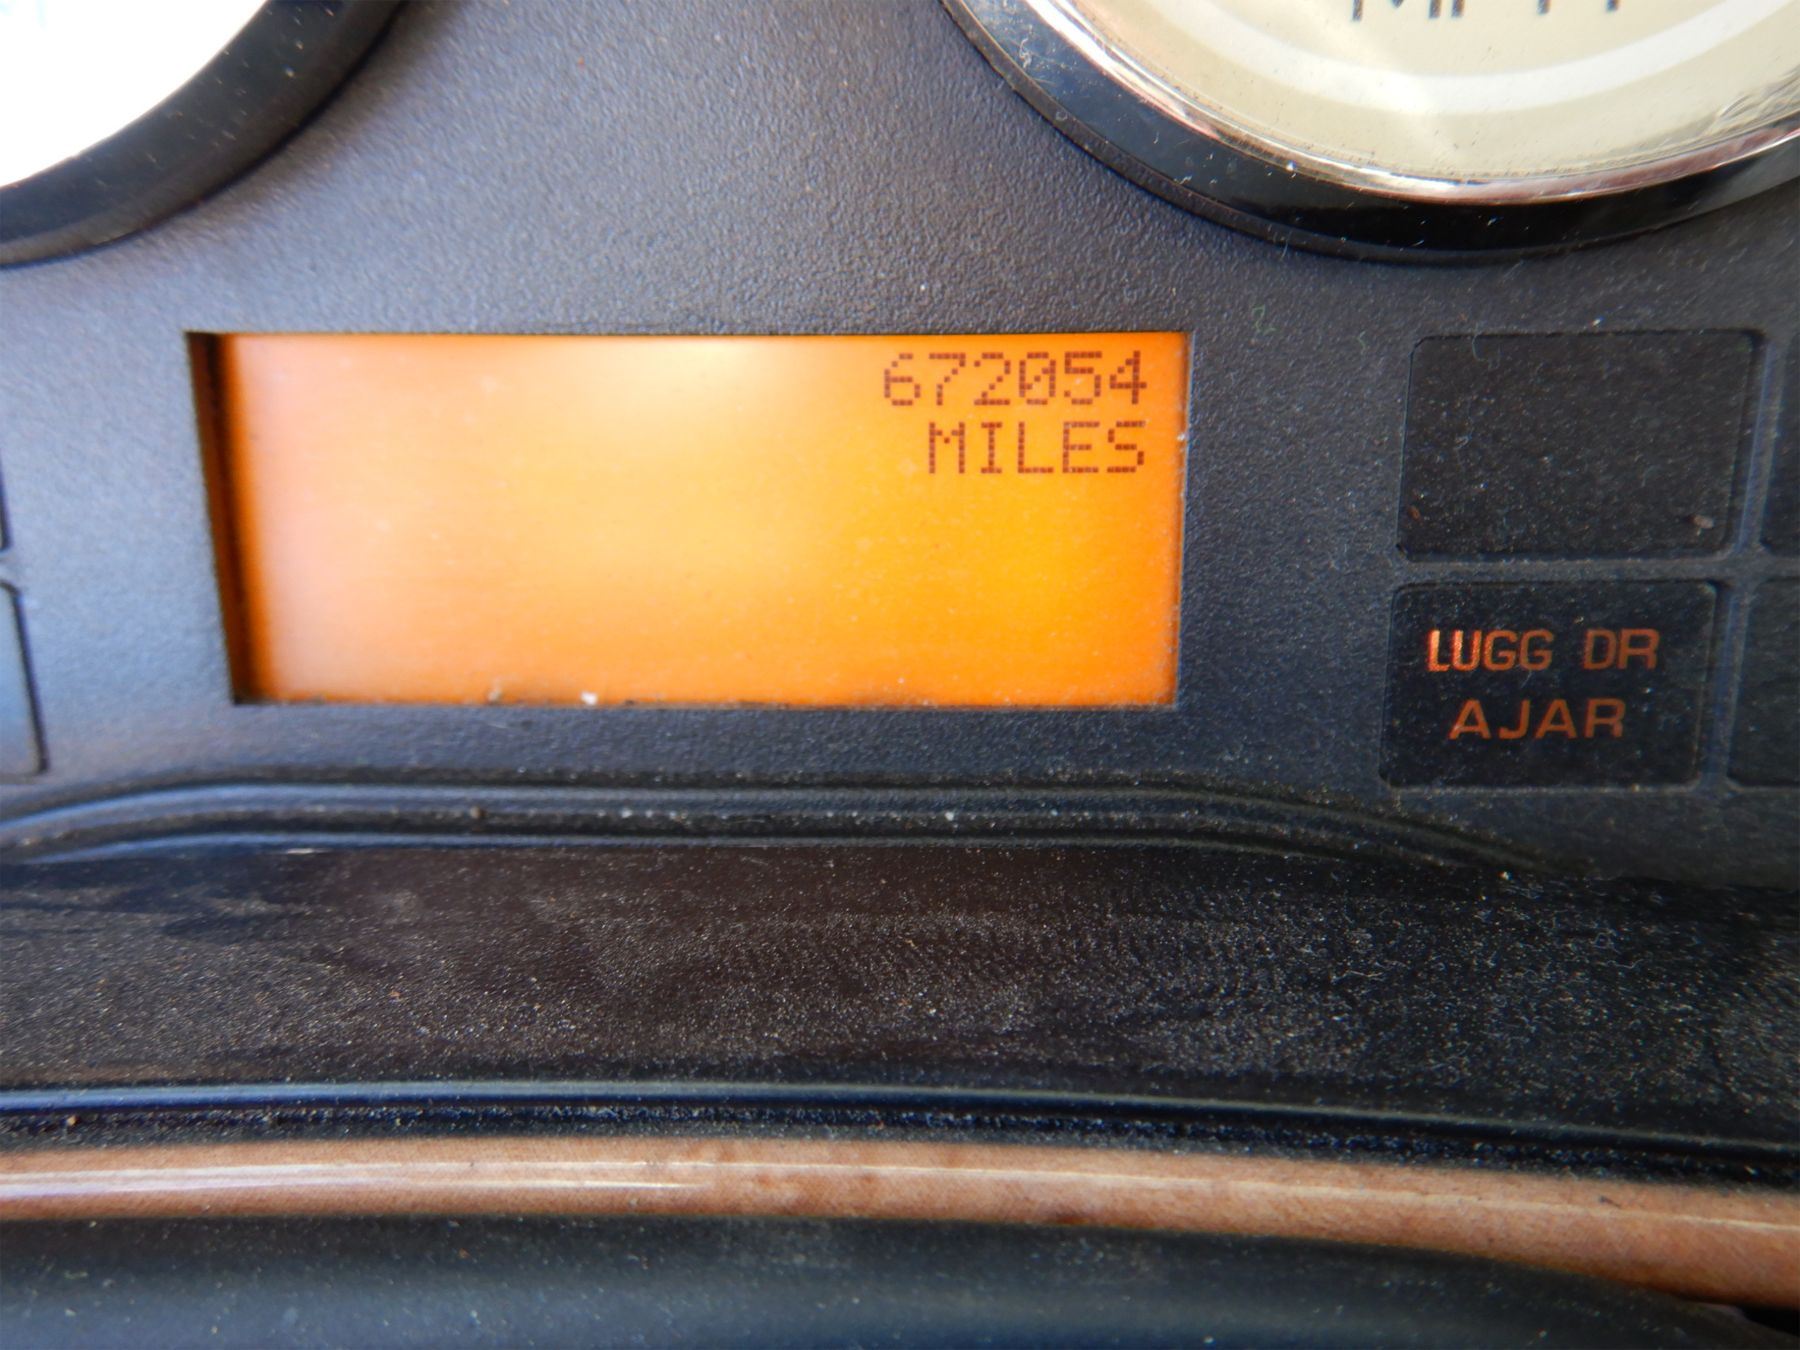 672054
MILES
LUGG DR
AJAR